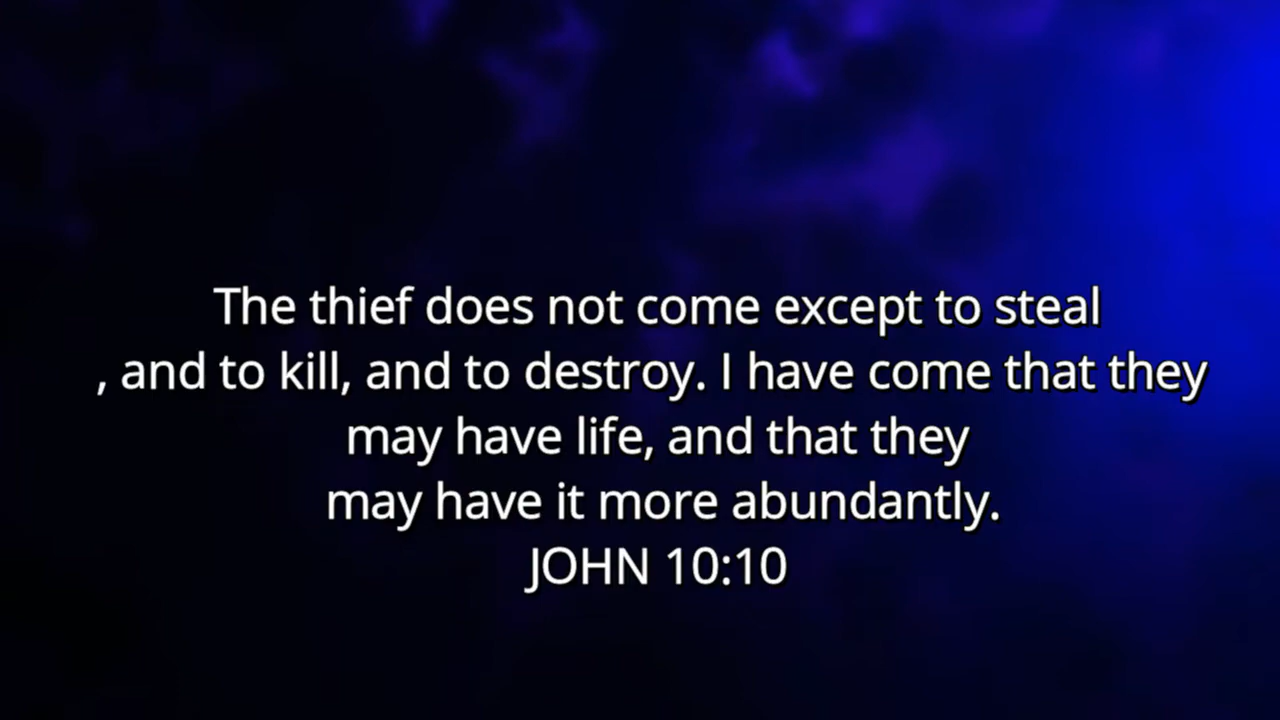 The thief does not come except to steal
, and to kill, and to destroy. I have come that they
may have life, and that they
may have it more abundantly.
JOHN 10:10